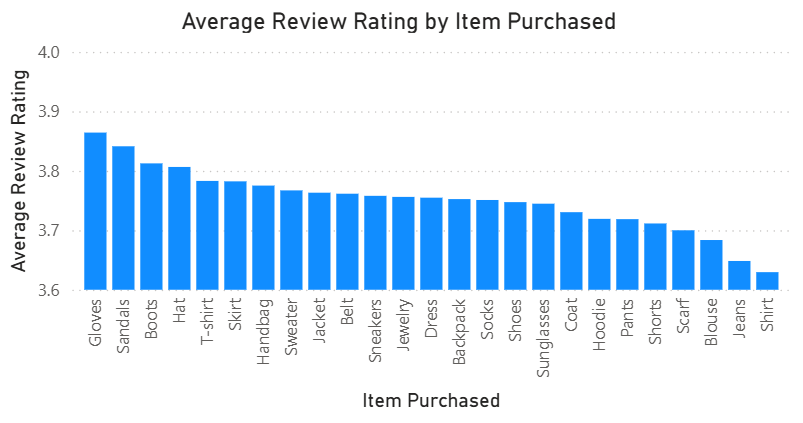 Average Review Rating by Item Purchased
Average Review Rating
4.0
3.9
3.8
3.7
3.6
Gloves
Sandals
Boots
Hat
T-shirt
Skirt
Handbag
Sweater
Jacket
Belt
Sneakers
Jewelry
Dress
Backpack
Socks
Shoes
Sunglasses
Coat
Hoodie
Pants
Shorts
Scarf
Blouse
Jeans
Shirt
Item Purchased